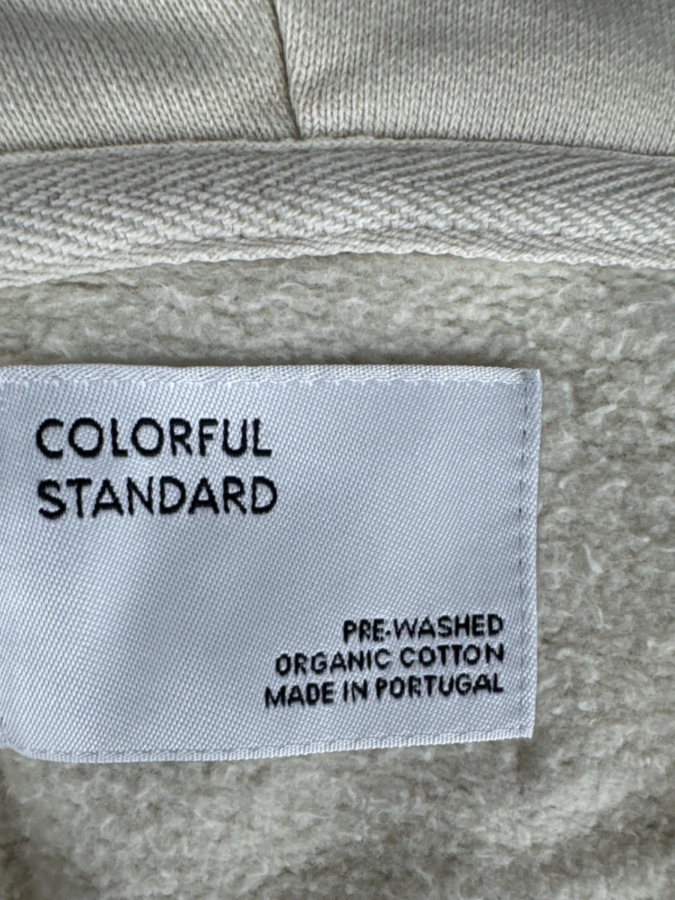 COLORFUL
STANDARD
PRE-WASHED
ORGANIC COTTON
MADE IN PORTUGAL